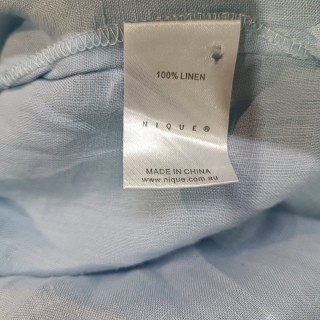 100% LINEN
NIQUE®
MADE IN CHINA
www.nique.com.au